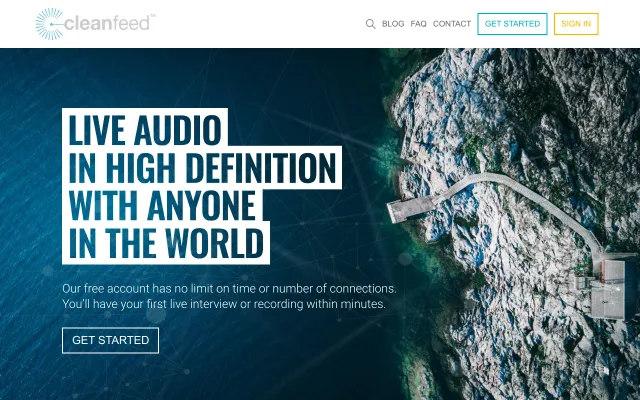 cleanfeed™
BLOG FAQ CONTACT GET STARTED SIGN IN
LIVE AUDIO
IN HIGH DEFINITION
WITH ANYONE
IN THE WORLD
Our free account has no limit on time or number of connections.
You'll have your first live interview or recording within minutes.
GET STARTED